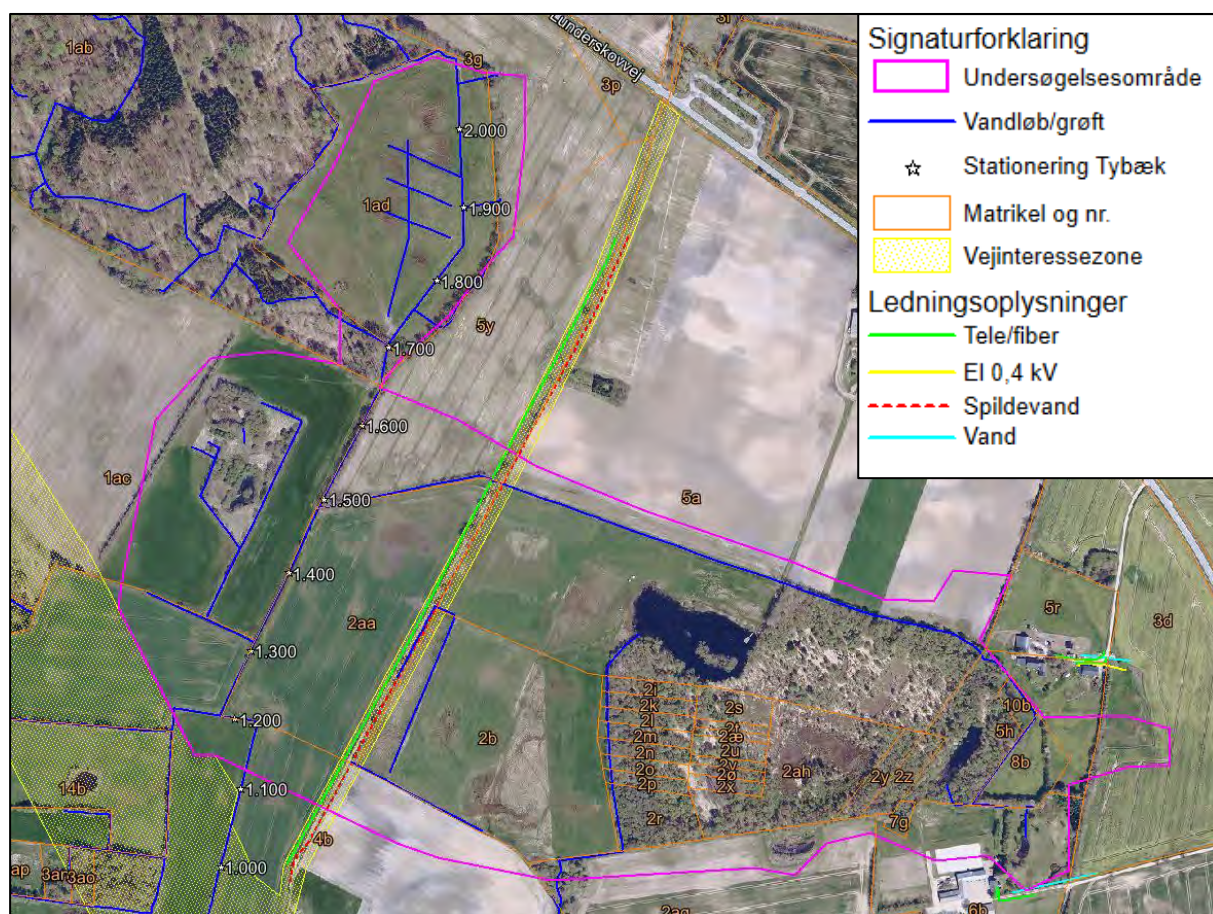 Signaturforklaring
Undersøgelsesområde
Vandløb/grøft
Stationering Tybæk
Matrikel og nr.
Vejinteressezone
Ledningsoplysninger
Tele/fiber
El 0,4 kV
Spildevand
Vand
Lunderskovvej
1ab
3g
3p
2.000
1ad
1.900
1.800
5y
1.700
1.600
1ac
1.500
5a
1.400
2aa
1.300
5r
3d
1.200
2i
2k
2s
2l
2t
2m
2æ
2n
2u
2v
2o
2ø
2p
2x
2b
2ah
2y
2z
2r
10b
5h
8b
14b
1.100
7g
4b
1.000
ap
3ar
3ao
2ag
6b